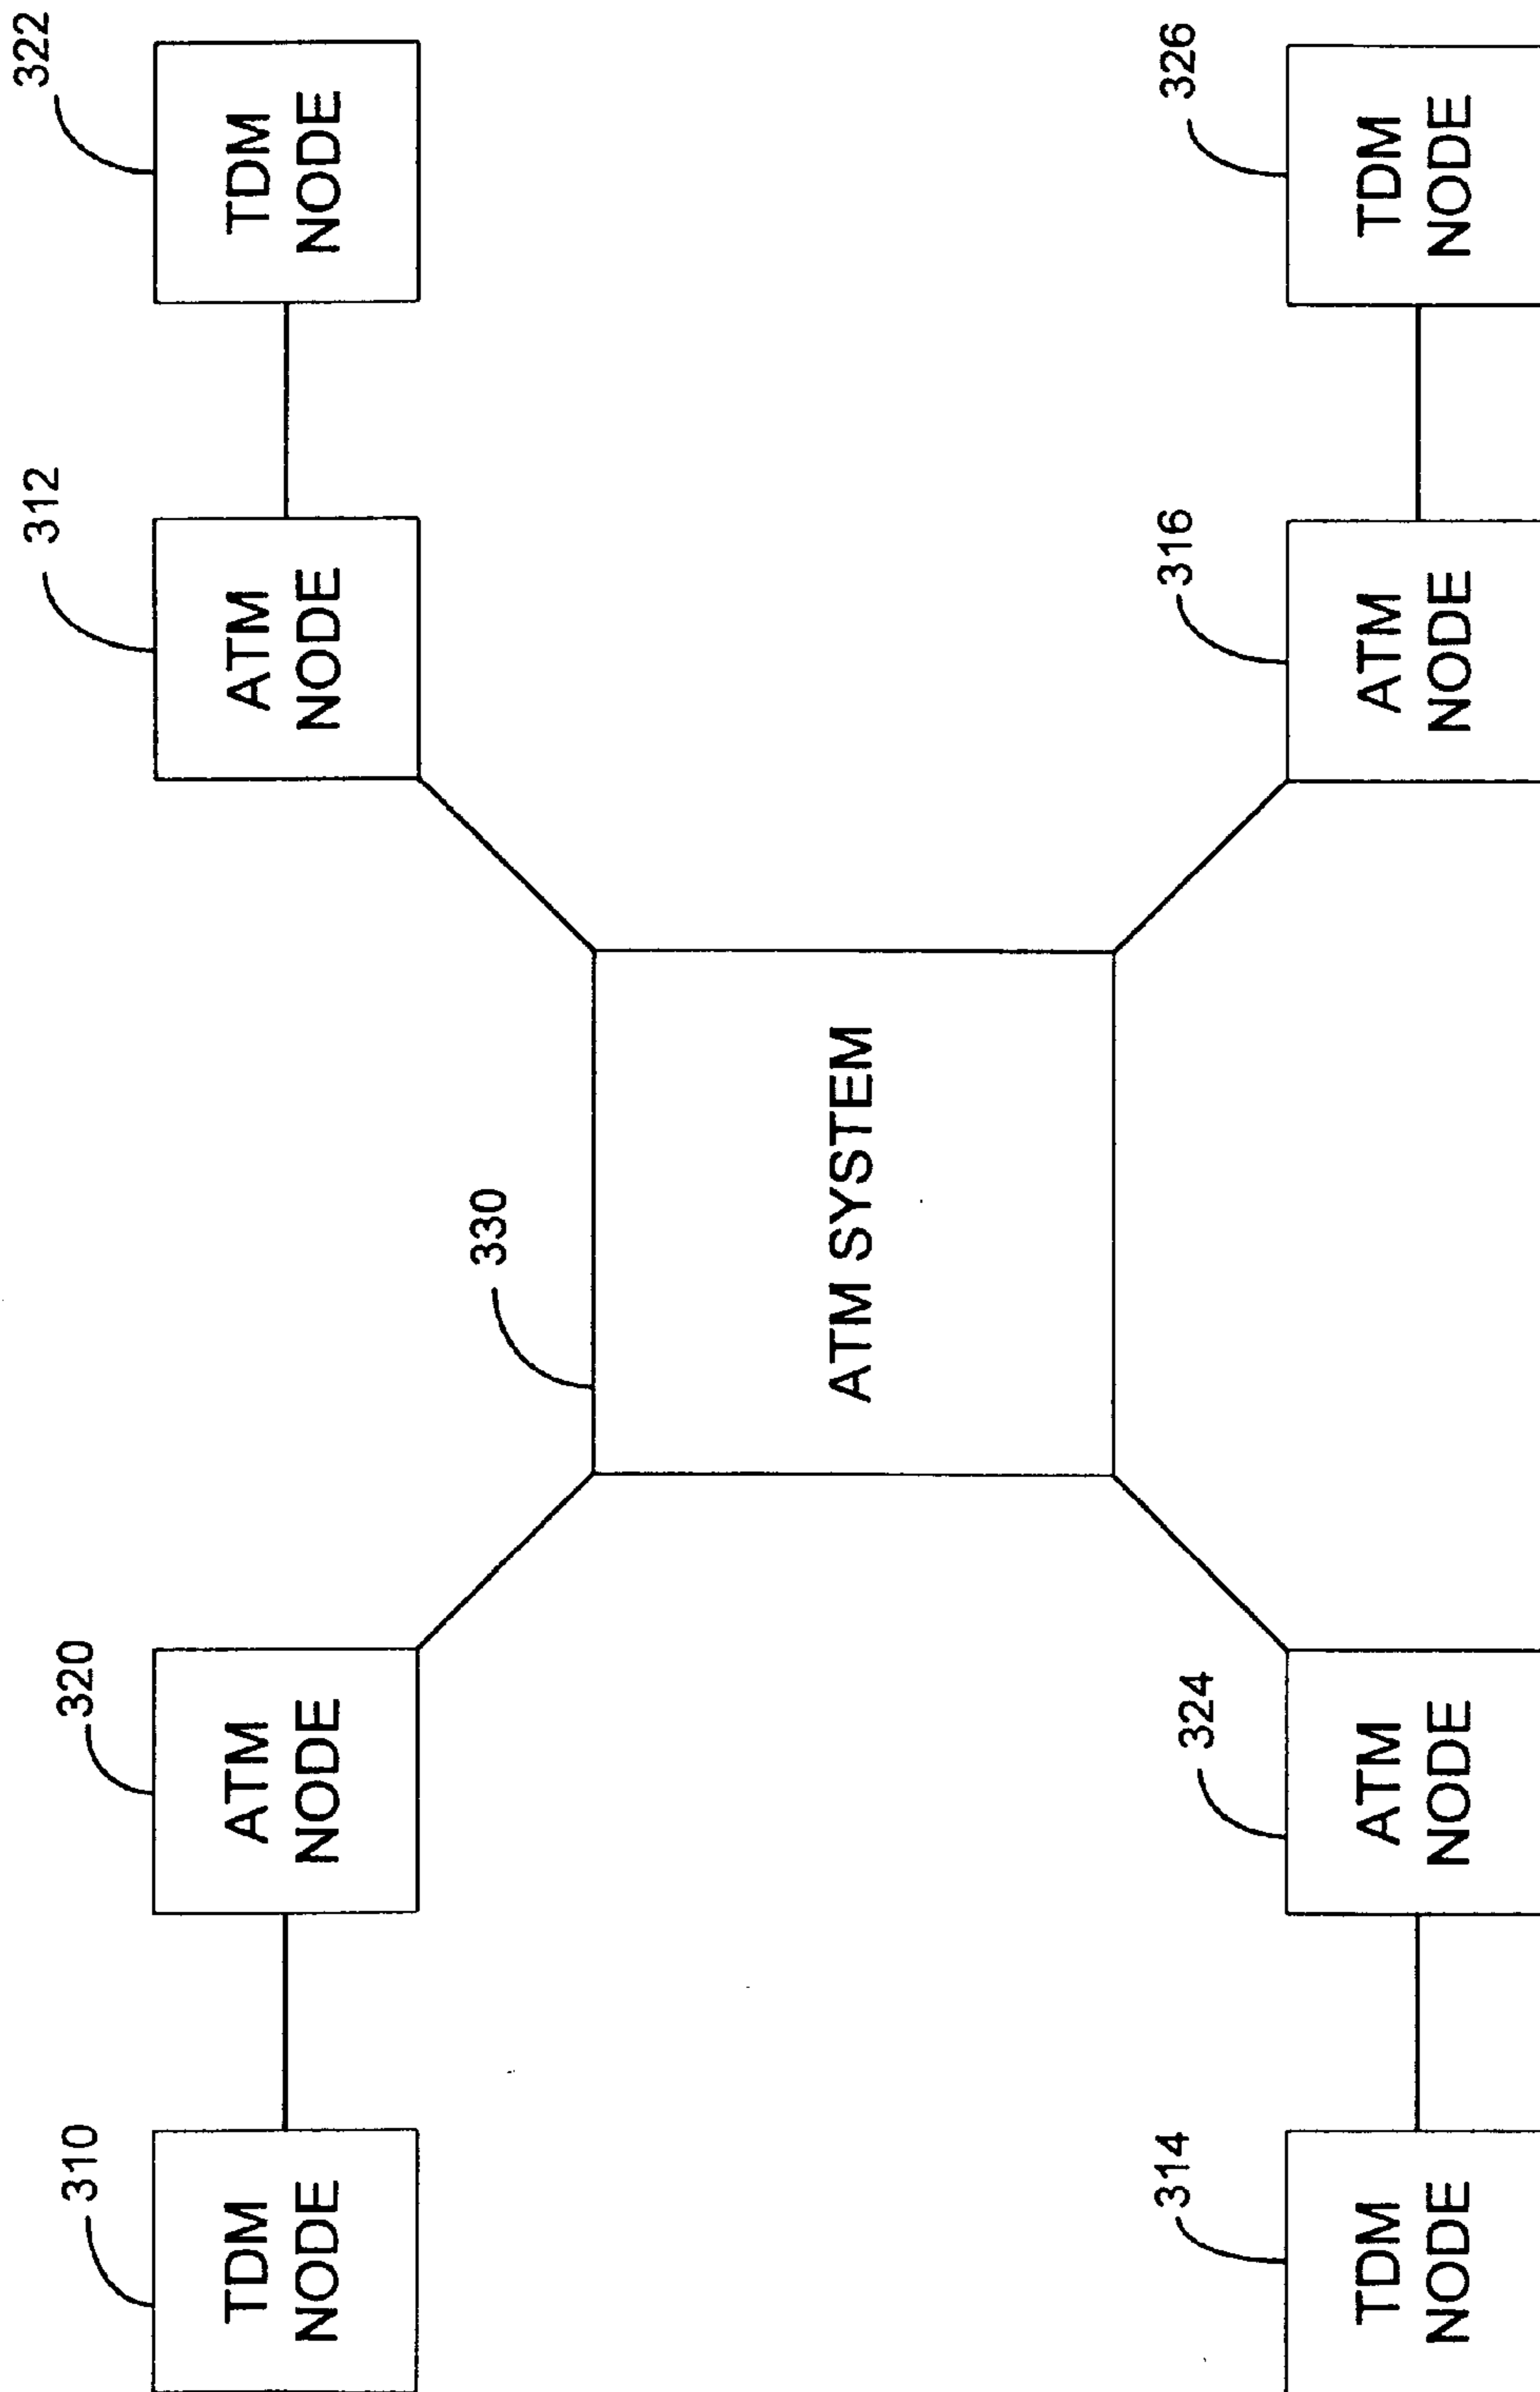 310
TDM
NODE
320
ATM
NODE
312
ATM
NODE
322
TDM
NODE
330
ATM SYSTEM
314
TDM
NODE
324
ATM
NODE
316
ATM
NODE
326
TDM
NODE